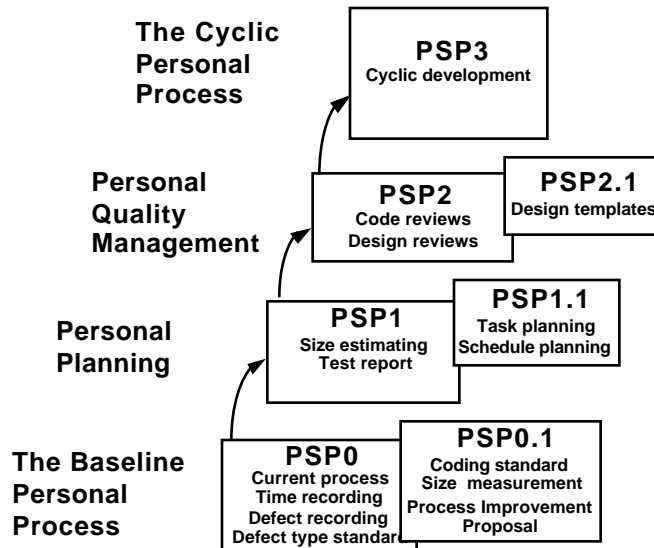 The Cyclic
Personal
Process
PSP3
Cyclic development
Personal
Quality
Management
PSP2
Code reviews
Design reviews
PSP2.1
Design templates
Personal
Planning
PSP1
Size estimating
Test report
PSP1.1
Task planning
Schedule planning
The Baseline
Personal
Process
PSP0
Current process
Time recording
Defect recording
Defect type standard
PSP0.1
Coding standard
Size measurement
Process Improvement
Proposal